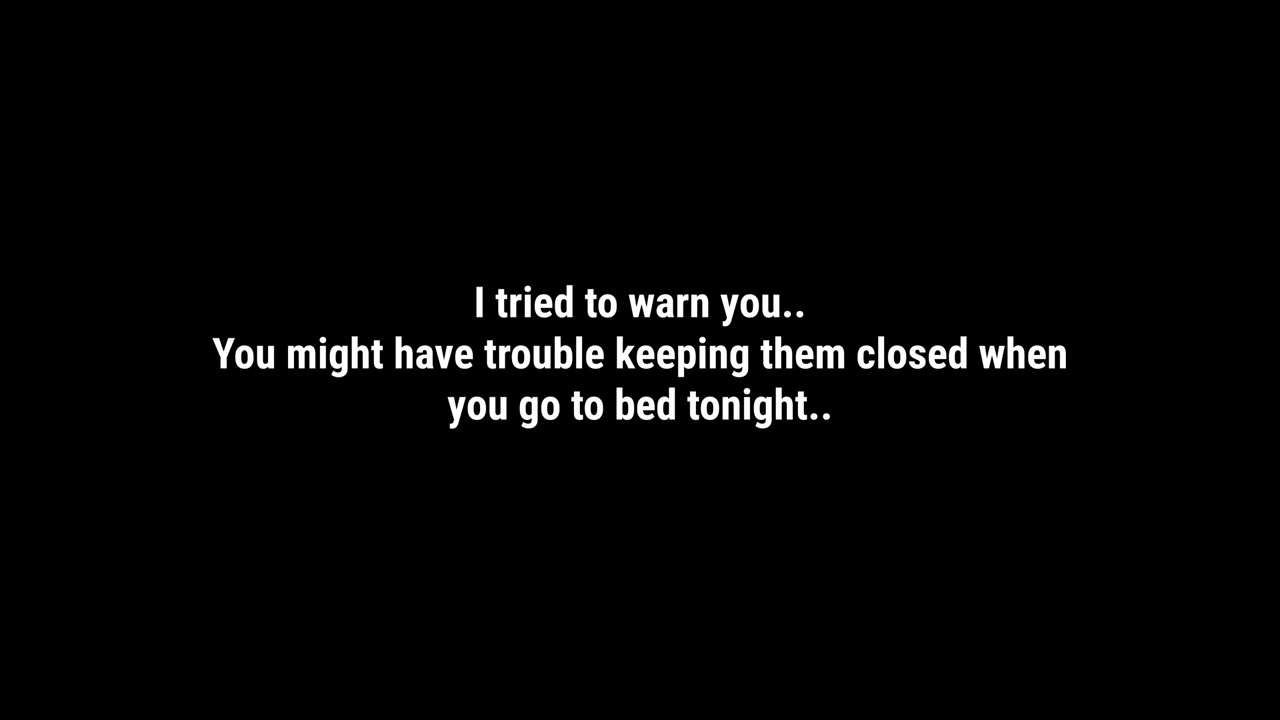 I tried to warn you..
You might have trouble keeping them closed when
you go to bed tonight..